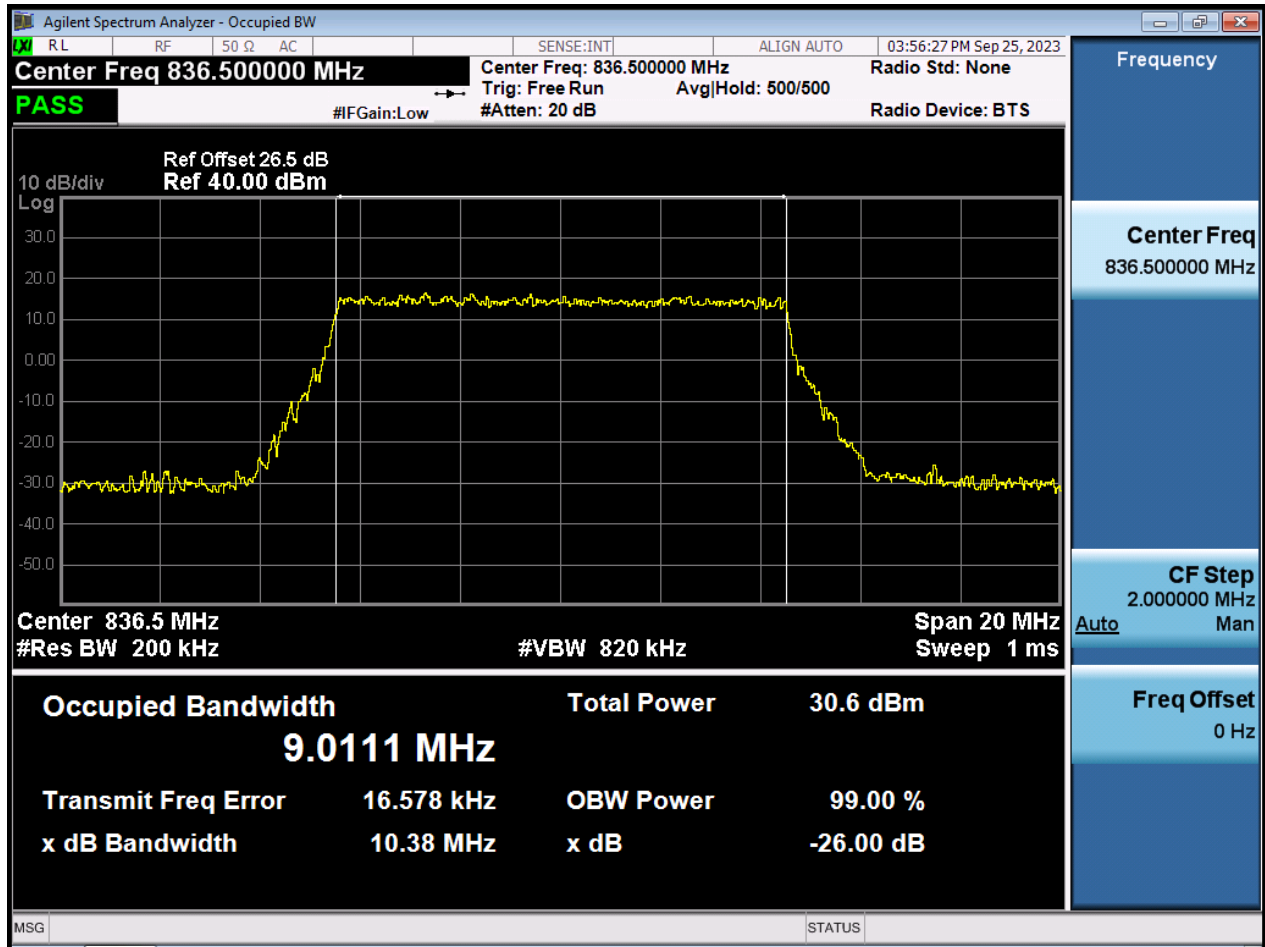 Agilent Spectrum Analyzer - Occupied BW
LXI RL RF 50 Ω AC SENSE:INT ALIGN AUTO 03:56:27 PM Sep 25, 2023
Center Freq 836.500000 MHz Center Freq: 836.500000 MHz Radio Std: None
Trig: Free Run Avg|Hold: 500/500
PASS #IFGain:Low #Atten: 20 dB Radio Device: BTS
Ref Offset 26.5 dB
10 dB/div Ref 40.00 dBm
Log
30.0
20.0
10.0
0.00
-10.0
-20.0
-30.0
-40.0
-50.0
Center 836.5 MHz Span 20 MHz
#Res BW 200 kHz #VBW 820 kHz Sweep 1 ms
Occupied Bandwidth Total Power 30.6 dBm
9.0111 MHz
Transmit Freq Error 16.578 kHz OBW Power 99.00 %
x dB Bandwidth 10.38 MHz x dB -26.00 dB
Frequency
Center Freq
836.500000 MHz
CF Step
2.000000 MHz
Auto Man
Freq Offset
0 Hz
MSG STATUS